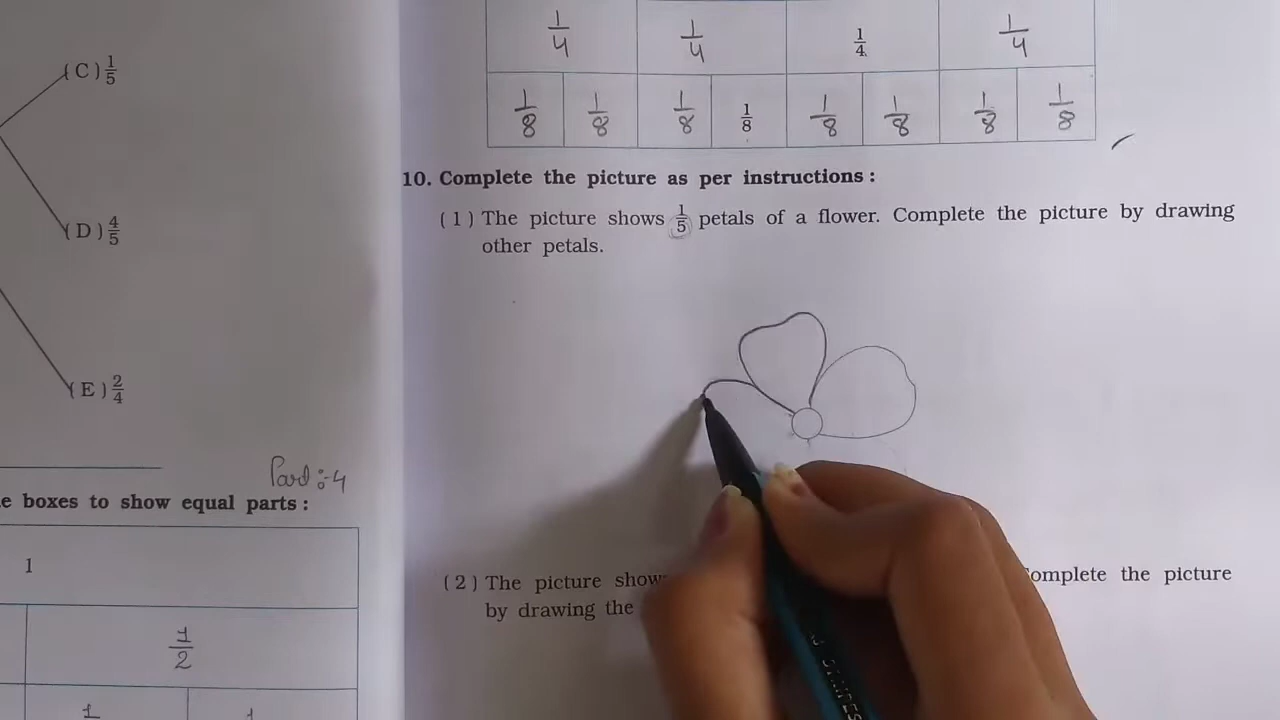 (C) 1/5
(D) 4/5
(E) 2/4
Part :- 4
e boxes to show equal parts :
1
1/2
1
1
1/4 1/4 1/4 1/4
1/8 1/8 1/8 1/8 1/8 1/8 1/8 1/8
10. Complete the picture as per instructions :
(1) The picture shows 1/5 petals of a flower. Complete the picture by drawing
other petals.
(2) The picture show Complete the picture
by drawing the